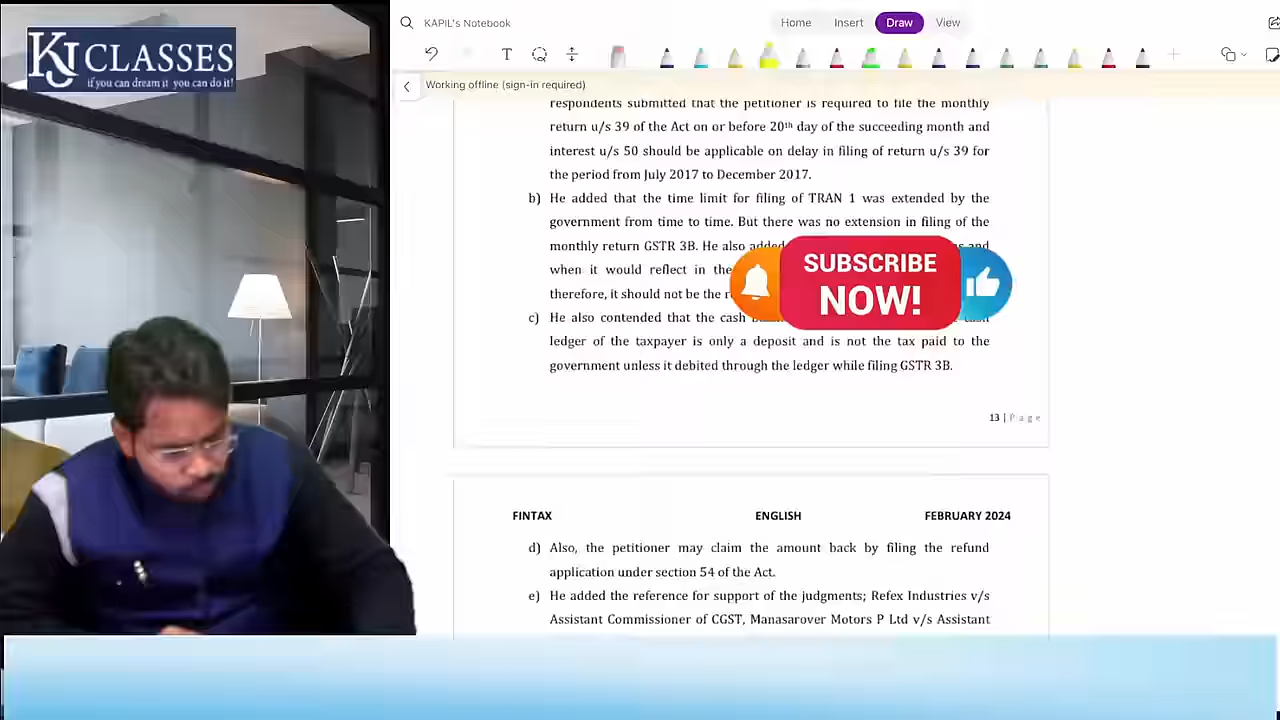 KJ CLASSES
if you can dream it you can do it!
KAPIL's Notebook
Home Insert Draw View
Working offline (sign-in required)
respondents submitted that the petitioner is required to file the monthly
return u/s 39 of the Act on or before 20th day of the succeeding month and
interest u/s 50 should be applicable on delay in filing of return u/s 39 for
the period from July 2017 to December 2017.
b) He added that the time limit for filing of TRAN 1 was extended by the
government from time to time. But there was no extension in filing of the
monthly return GSTR 3B. He also added and
when it would reflect in the
therefore, it should not be the
c) He also contended that the cash
ledger of the taxpayer is only a deposit and is not the tax paid to the
government unless it debited through the ledger while filing GSTR 3B.
SUBSCRIBE
NOW!
13 | Page
FINTAX ENGLISH FEBRUARY 2024
d) Also, the petitioner may claim the amount back by filing the refund
application under section 54 of the Act.
e) He added the reference for support of the judgments; Refex Industries v/s
Assistant Commissioner of CGST, Manasarover Motors P Ltd v/s Assistant